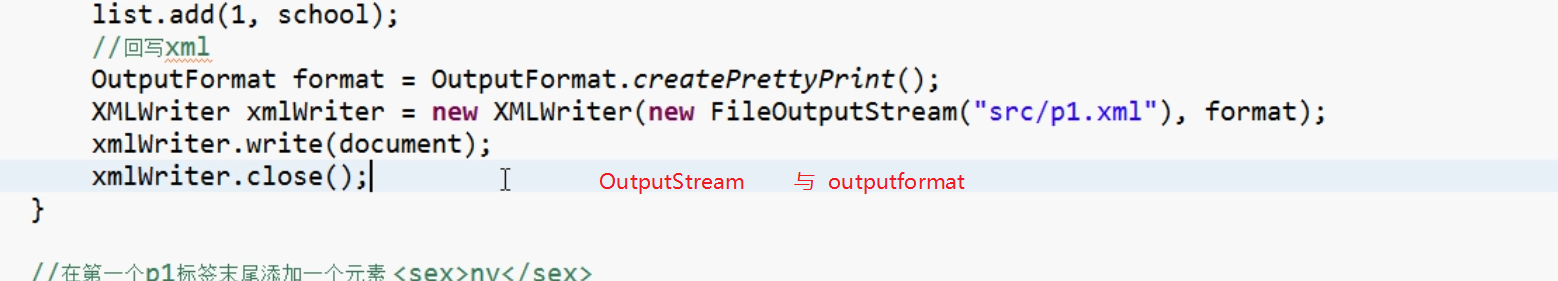 list.add(1, school);
//回写xml
OutputFormat format = OutputFormat.createPrettyPrint();
XMLWriter xmlWriter = new XMLWriter(new FileOutputStream("src/p1.xml"), format);
xmlWriter.write(document);
xmlWriter.close(); OutputStream 与 outputformat
}
//在第一个p1标签末尾添加一个元素 <sex>nv</sex>